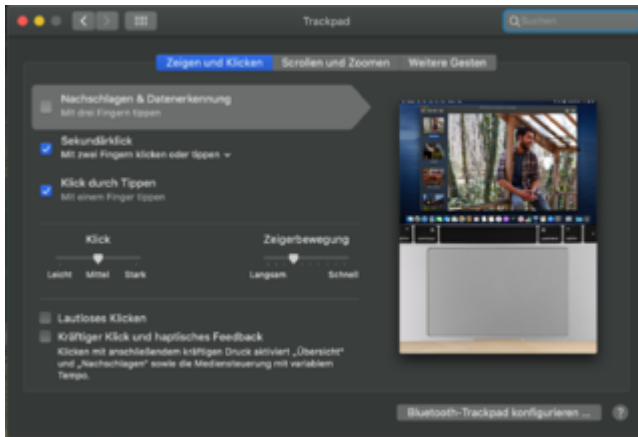 Trackpad
Suchen
Zeigen und Klicken
Scrollen und Zoomen
Weitere Gesten
Nachschlagen & Datenerkennung
Mit drei Fingern tippen
Sekundärklick
Mit zwei Fingern klicken oder tippen
Klick durch Tippen
Mit einem Finger tippen
Klick
Zeigerbewegung
Leicht Mittel Stark
Langsam Schnell
Lautloses Klicken
Kräftiger Klick und haptisches Feedback
Klicken mit anschließendem kräftigen Druck aktiviert „Übersicht“
und „Nachschlagen“ sowie die Mediensteuerung mit variablem
Tempo.
Bluetooth-Trackpad konfigurieren ...
?